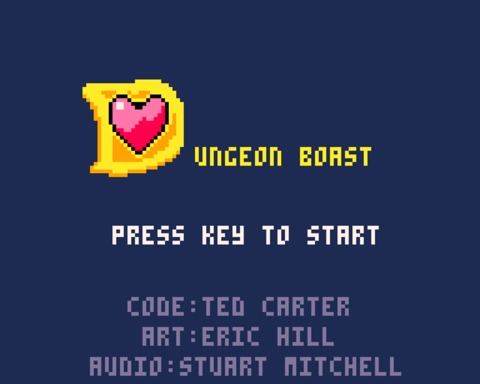 DUNGEON BOAST
PRESS KEY TO START
CODE:TED CARTER
ART:ERIC HILL
AUDIO:STUART MITCHELL